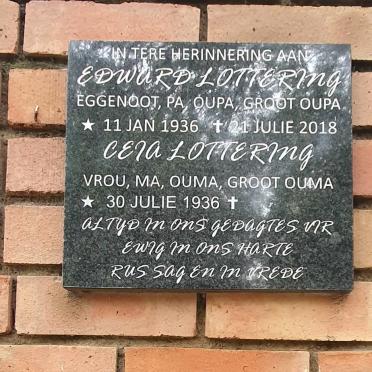 IN TERE HERINNERING AAN
EDWURD LOTTERING
EGGENOOT, PA, OUPA, GROOT OUPA
★ 11 JAN 1936 ✝ 21 JULIE 2018
CEIA LOTTERING
VROU, MA, OUMA, GROOT OUMA
★ 30 JULIE 1936 ✝
ALTYD IN ONS GEDAGTES VIR
EWIG IN ONS HARTE
RUS SAG EN IN VREDE